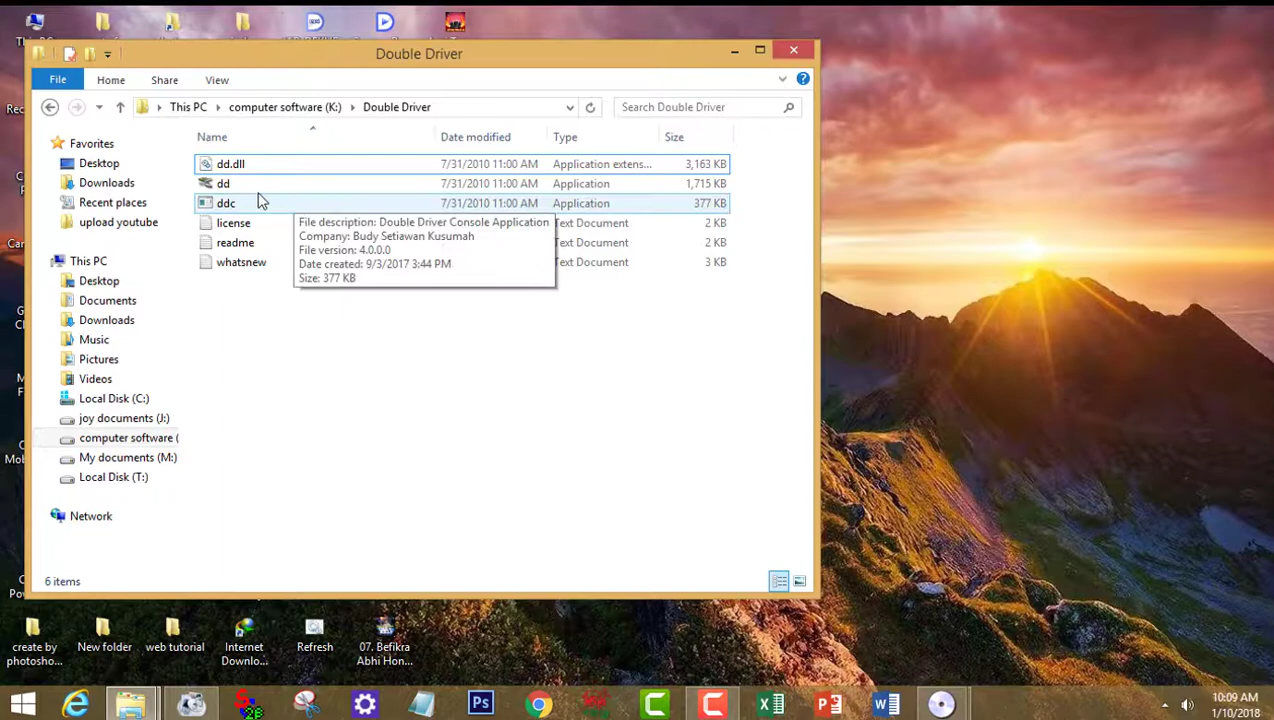 Double Driver
File Home Share View
This PC computer software (K:) Double Driver
Search Double Driver
Name Date modified Type Size
dd.dll 7/31/2010 11:00 AM Application extens... 3,163 KB
dd 7/31/2010 11:00 AM Application 1,715 KB
ddc 7/31/2010 11:00 AM Application 377 KB
license Text Document 2 KB
readme Text Document 2 KB
whatsnew Text Document 3 KB
File description: Double Driver Console Application
Company: Budy Setiawan Kusumah
File version: 4.0.0.0
Date created: 9/3/2017 3:44 PM
Size: 377 KB
Favorites
Desktop
Downloads
Recent places
upload youtube
This PC
Desktop
Documents
Downloads
Music
Pictures
Videos
Local Disk (C:)
joy documents (J:)
computer software (
My documents (M:)
Local Disk (T:)
Network
6 items
create by
photosho...
New folder
web tutorial
Internet
Downlo...
Refresh
07. Befikra
Abhi Hon...
Ps
10:09 AM
1/10/2018